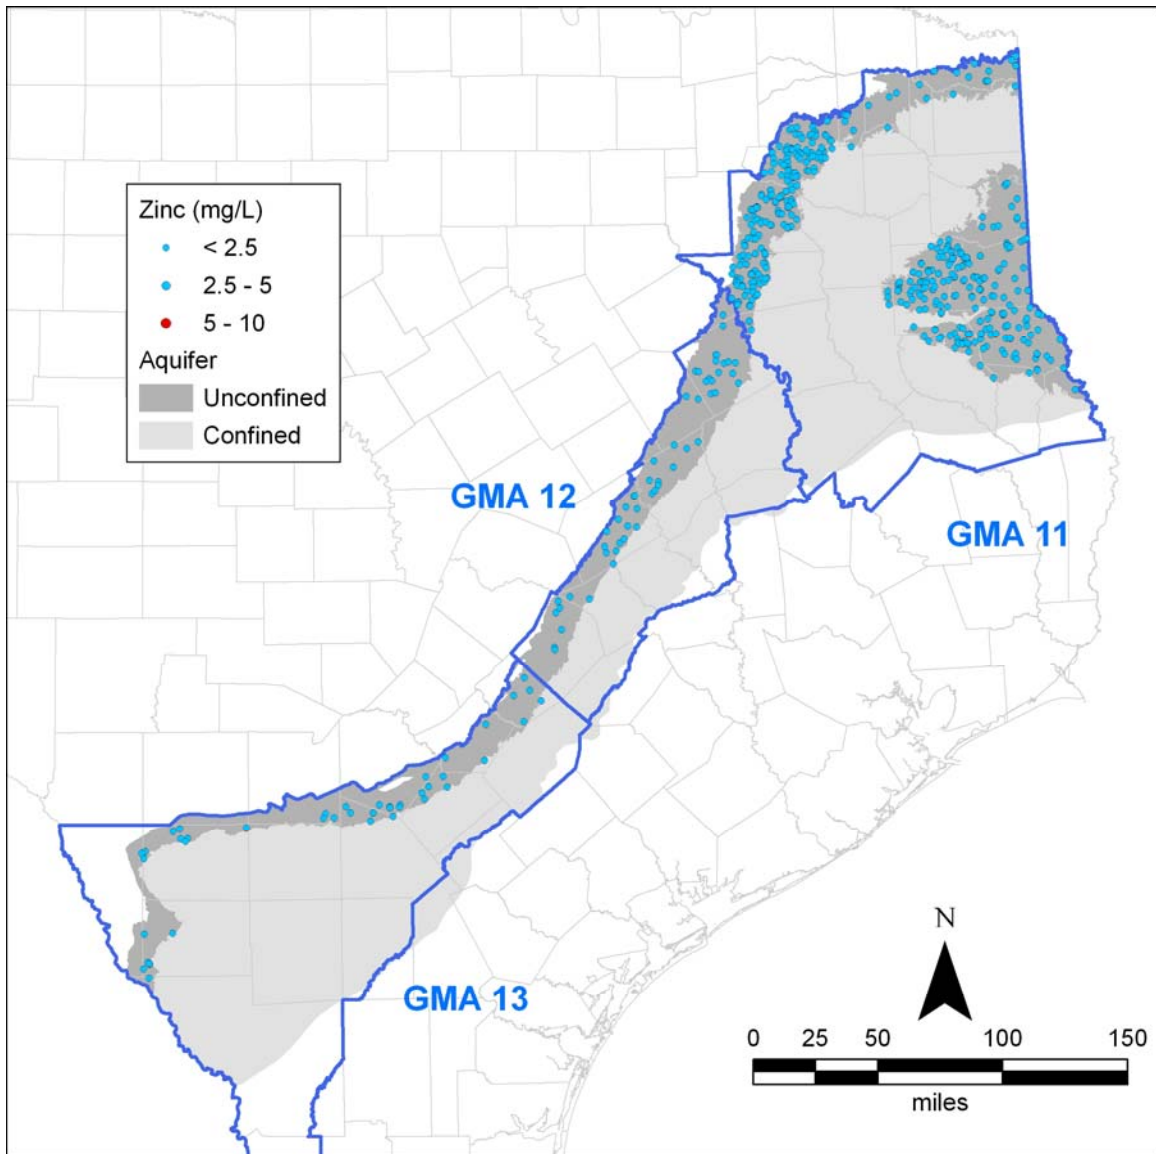 Zinc (mg/L)
< 2.5
2.5 - 5
5 - 10
Aquifer
Unconfined
Confined
GMA 12
GMA 11
GMA 13
N
0 25 50 100 150
miles